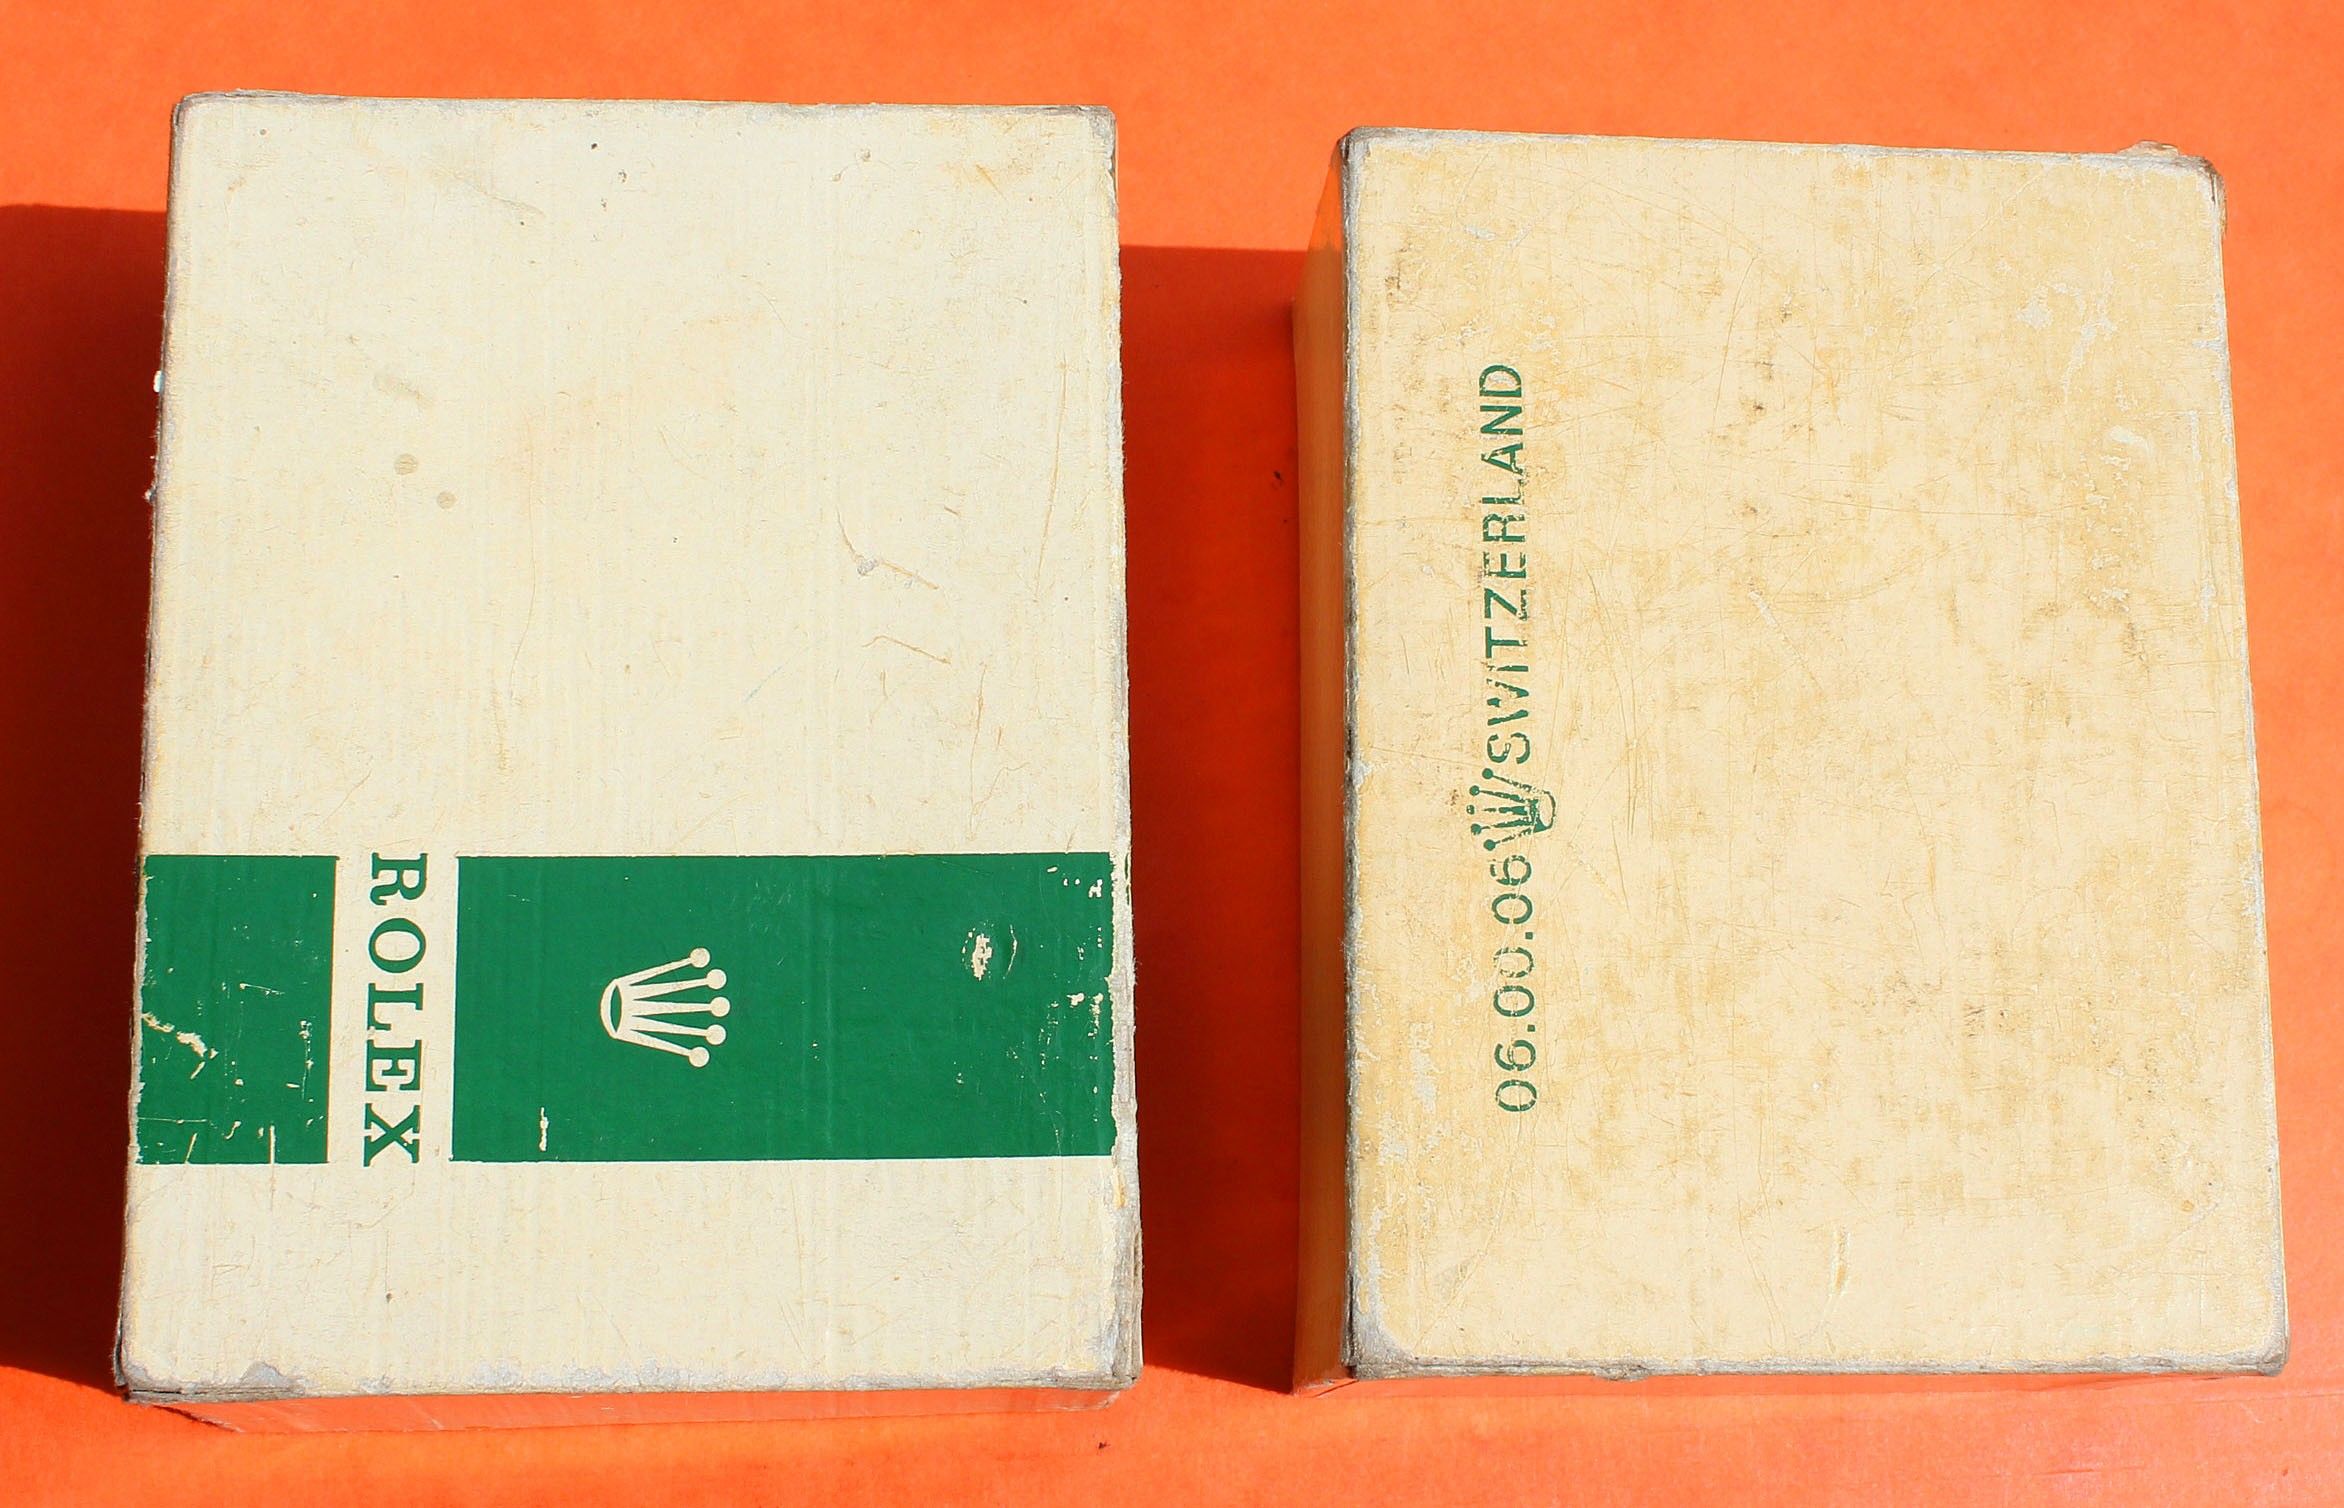 ROLEX
06.00.06 /SWITZERLAND